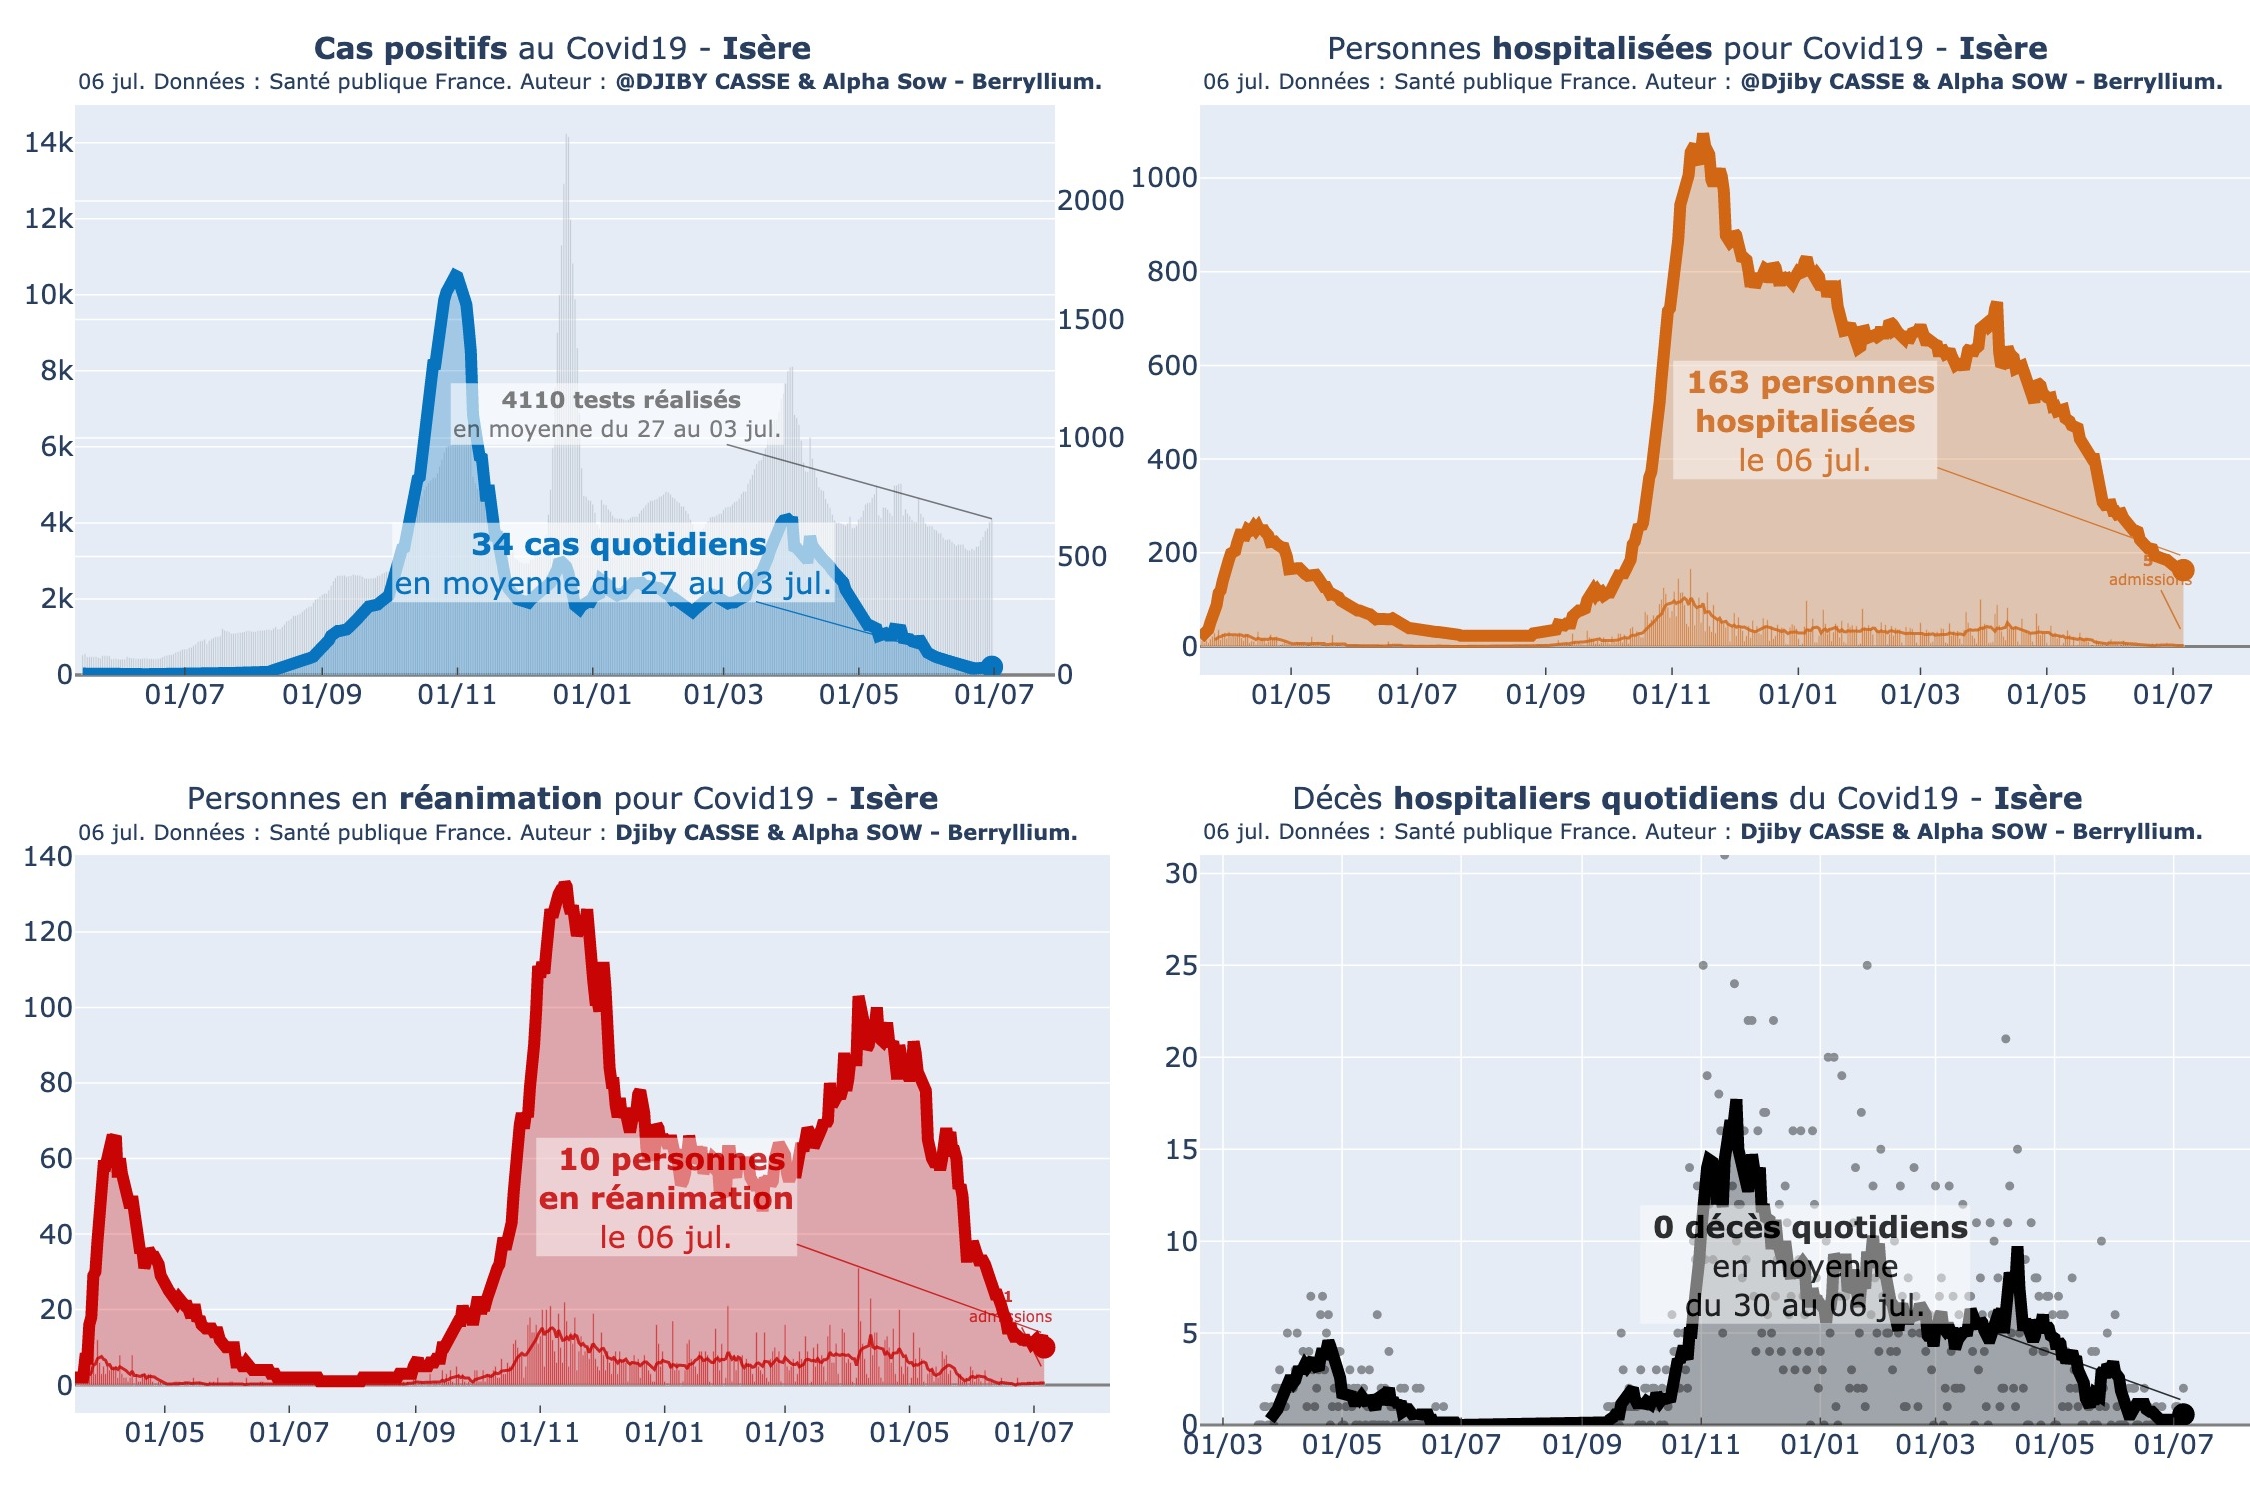 Cas positifs au Covid19 - Isère
06 jul. Données : Santé publique France. Auteur : @DJIBY CASSE & Alpha Sow - Berryllium.
14k
12k
10k
8k
6k
4k
2k
0
2000
1500
1000
500
0
4110 tests réalisés
en moyenne du 27 au 03 jul.
34 cas quotidiens
en moyenne du 27 au 03 jul.
01/07 01/09 01/11 01/01 01/03 01/05 01/07
Personnes hospitalisées pour Covid19 - Isère
06 jul. Données : Santé publique France. Auteur : @Djiby CASSE & Alpha SOW - Berryllium.
1000
800
600
400
200
0
163 personnes
hospitalisées
le 06 jul.
5
admissions
01/05 01/07 01/09 01/11 01/01 01/03 01/05 01/07
Personnes en réanimation pour Covid19 - Isère
06 jul. Données : Santé publique France. Auteur : Djiby CASSE & Alpha SOW - Berryllium.
140
120
100
80
60
40
20
0
10 personnes
en réanimation
le 06 jul.
1
admissions
01/05 01/07 01/09 01/11 01/01 01/03 01/05 01/07
Décès hospitaliers quotidiens du Covid19 - Isère
06 jul. Données : Santé publique France. Auteur : Djiby CASSE & Alpha SOW - Berryllium.
30
25
20
15
10
5
0
0 décès quotidiens
en moyenne
du 30 au 06 jul.
01/03 01/05 01/07 01/09 01/11 01/01 01/03 01/05 01/07